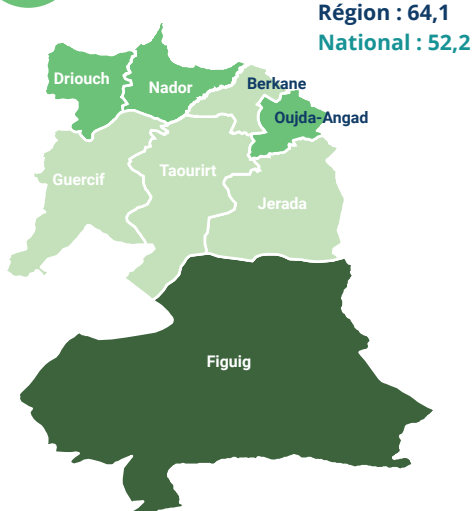 Région : 64,1
National : 52,2
Driouch
Nador
Berkane
Oujda-Angad
Guercif
Taourirt
Jerada
Figuig